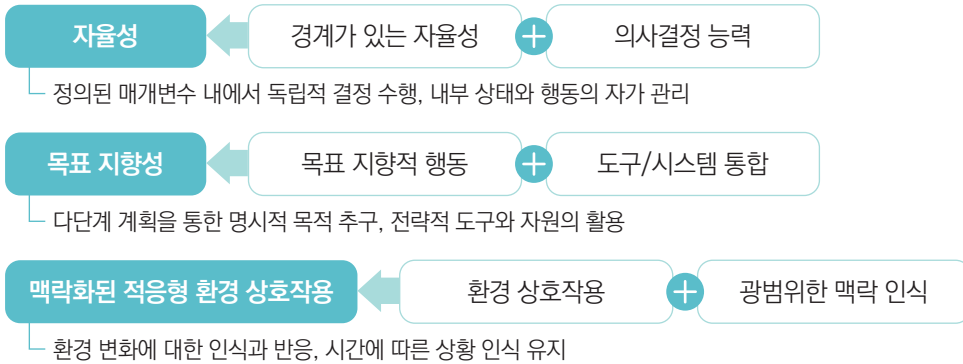 자율성 경계가 있는 자율성 + 의사결정 능력
정의된 매개변수 내에서 독립적 결정 수행, 내부 상태와 행동의 자가 관리
목표 지향성 목표 지향적 행동 + 도구/시스템 통합
다단계 계획을 통한 명시적 목적 추구, 전략적 도구와 자원의 활용
맥락화된 적응형 환경 상호작용 환경 상호작용 + 광범위한 맥락 인식
환경 변화에 대한 인식과 반응, 시간에 따른 상황 인식 유지